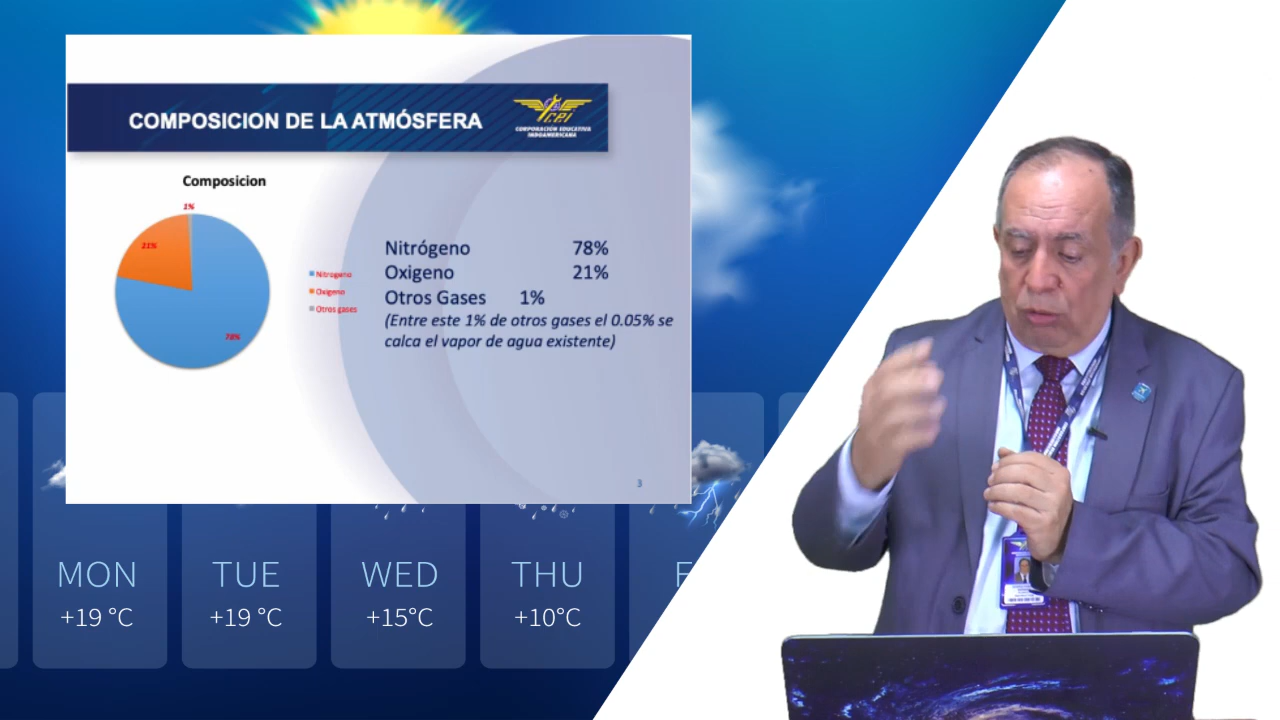 COMPOSICION DE LA ATMÓSFERA
CORPORACIÓN EDUCATIVA
INDOAMERICANA
Composicion
1%
21%
78%
Nitrogeno
Oxigeno
Otros gases
Nitrógeno 78%
Oxigeno 21%
Otros Gases 1%
(Entre este 1% de otros gases el 0.05% se
calca el vapor de agua existente)
3
MON
TUE
WED
THU
F
+19 °C
+19 °C
+15°C
+10°C